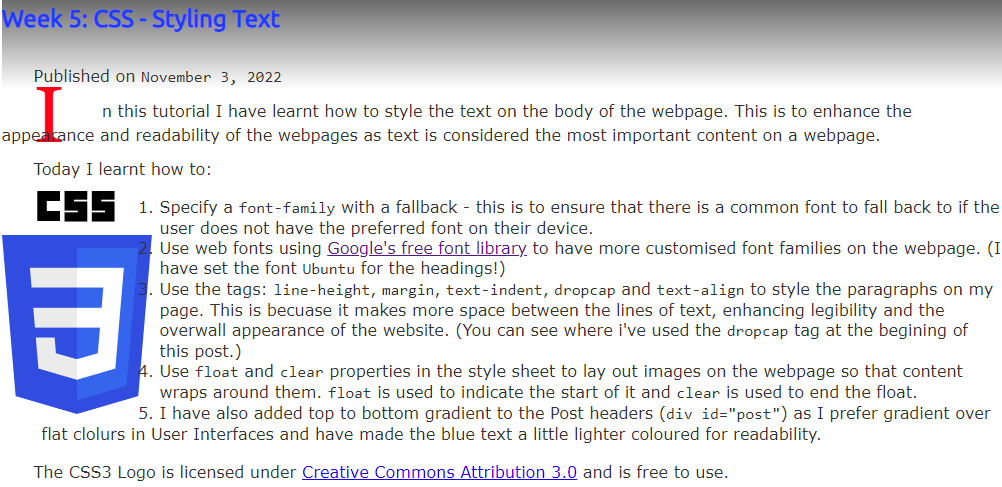 Week 5: CSS - Styling Text
Published on November 3, 2022
In this tutorial I have learnt how to style the text on the body of the webpage. This is to enhance the
appearance and readability of the webpages as text is considered the most important content on a webpage.
Today I learnt how to:
CSS
1. Specify a font-family with a fallback - this is to ensure that there is a common font to fall back to if the
user does not have the preferred font on their device.
2. Use web fonts using Google's free font library to have more customised font families on the webpage. (I
have set the font Ubuntu for the headings!)
3. Use the tags: line-height, margin, text-indent, dropcap and text-align to style the paragraphs on my
page. This is becuase it makes more space between the lines of text, enhancing legibility and the
overwall appearance of the website. (You can see where i've used the dropcap tag at the begining of
this post.)
4. Use float and clear properties in the style sheet to lay out images on the webpage so that content
wraps around them. float is used to indicate the start of it and clear is used to end the float.
5. I have also added top to bottom gradient to the Post headers (div id="post") as I prefer gradient over
flat clolurs in User Interfaces and have made the blue text a little lighter coloured for readability.
The CSS3 Logo is licensed under Creative Commons Attribution 3.0 and is free to use.